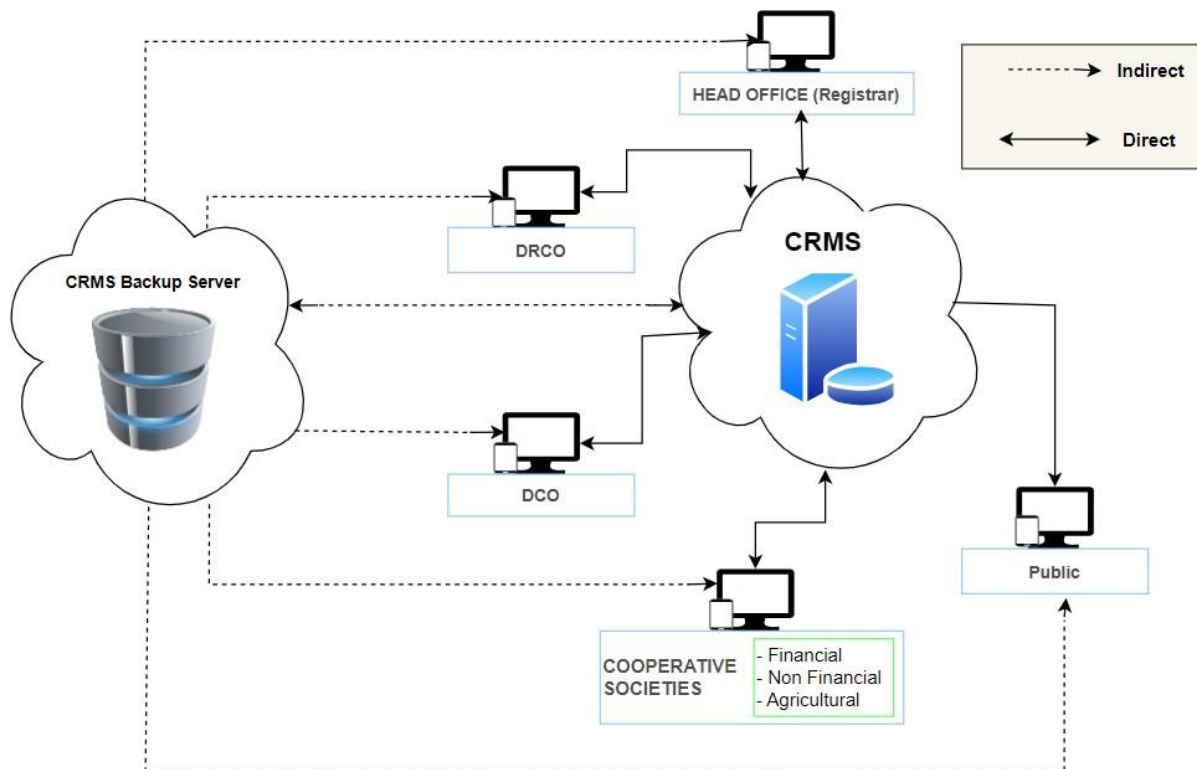 HEAD OFFICE (Registrar)
Indirect
Direct
DRCO
CRMS
CRMS Backup Server
DCO
Public
COOPERATIVE
SOCIETIES
- Financial
- Non Financial
- Agricultural